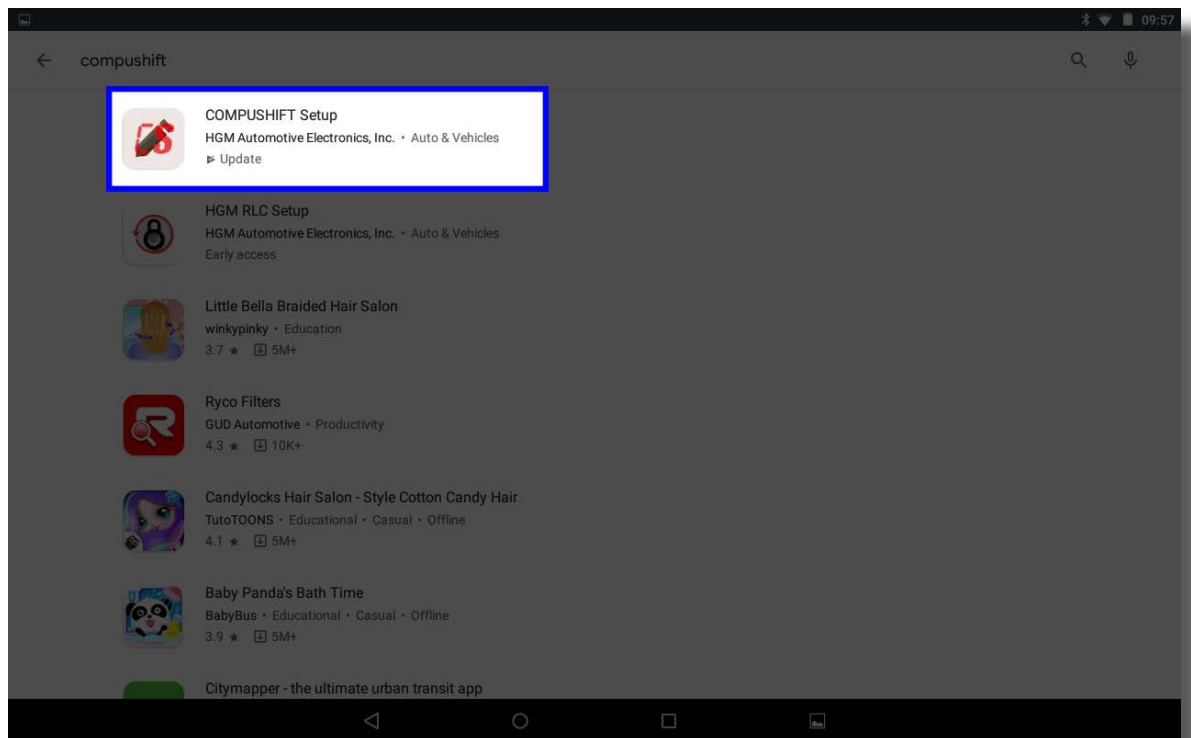 09:57
compushift
COMPUSHIFT Setup
HGM Automotive Electronics, Inc. • Auto & Vehicles
Update
HGM RLC Setup
HGM Automotive Electronics, Inc. • Auto & Vehicles
Early access
Little Bella Braided Hair Salon
winkypinky • Education
3.7 ★ 5M+
Ryco Filters
GUD Automotive • Productivity
4.3 ★ 10K+
Candylocks Hair Salon - Style Cotton Candy Hair
TutoTOONS • Educational • Casual • Offline
4.1 ★ 5M+
Baby Panda's Bath Time
BabyBus • Educational • Casual • Offline
3.9 ★ 5M+
Citymapper - the ultimate urban transit app